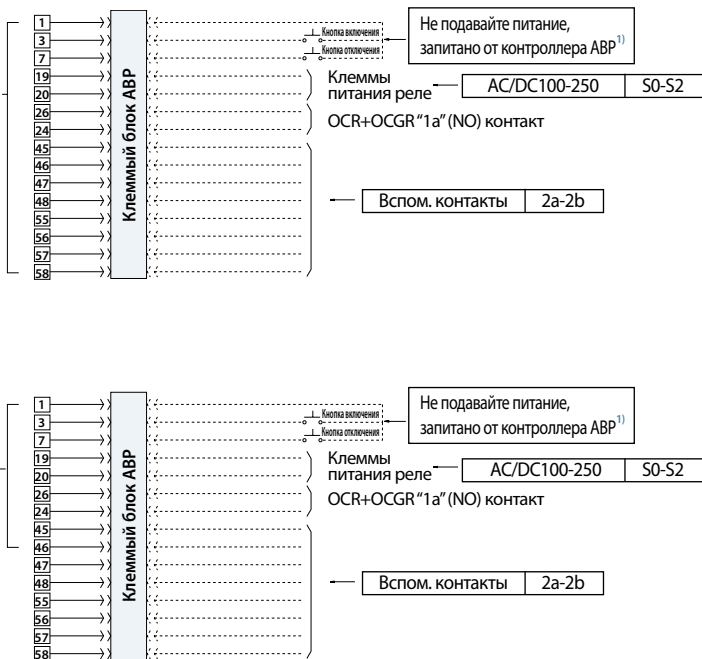 1
3
7
19
20
26
24
45
46
47
48
55
56
57
58
Клеммный блок АВР
Кнопка включения
Кнопка отключения
Не подавайте питание,
запитано от контроллера АВР1)
Клеммы
питания реле
AC/DC100-250 S0-S2
OCR+OCGR "1a" (NO) контакт
Вспом. контакты 2a-2b
1
3
7
19
20
26
24
45
46
47
48
55
56
57
58
Клеммный блок АВР
Кнопка включения
Кнопка отключения
Не подавайте питание,
запитано от контроллера АВР1)
Клеммы
питания реле
AC/DC100-250 S0-S2
OCR+OCGR "1a" (NO) контакт
Вспом. контакты 2a-2b